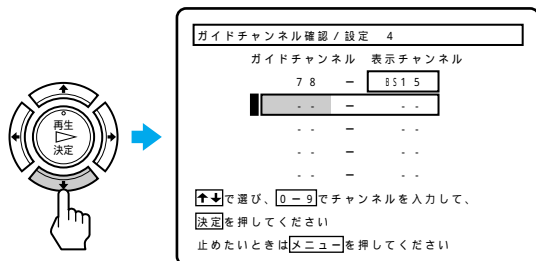 ガイドチャンネル確認/設定 4
ガイドチャンネル 表示チャンネル
78 – BS15
-- – --
-- – --
-- – --
-- – --
再生
決定
↑↓で選び、0－9でチャンネルを入力して、
決定を押してください
止めたいときはメニューを押してください